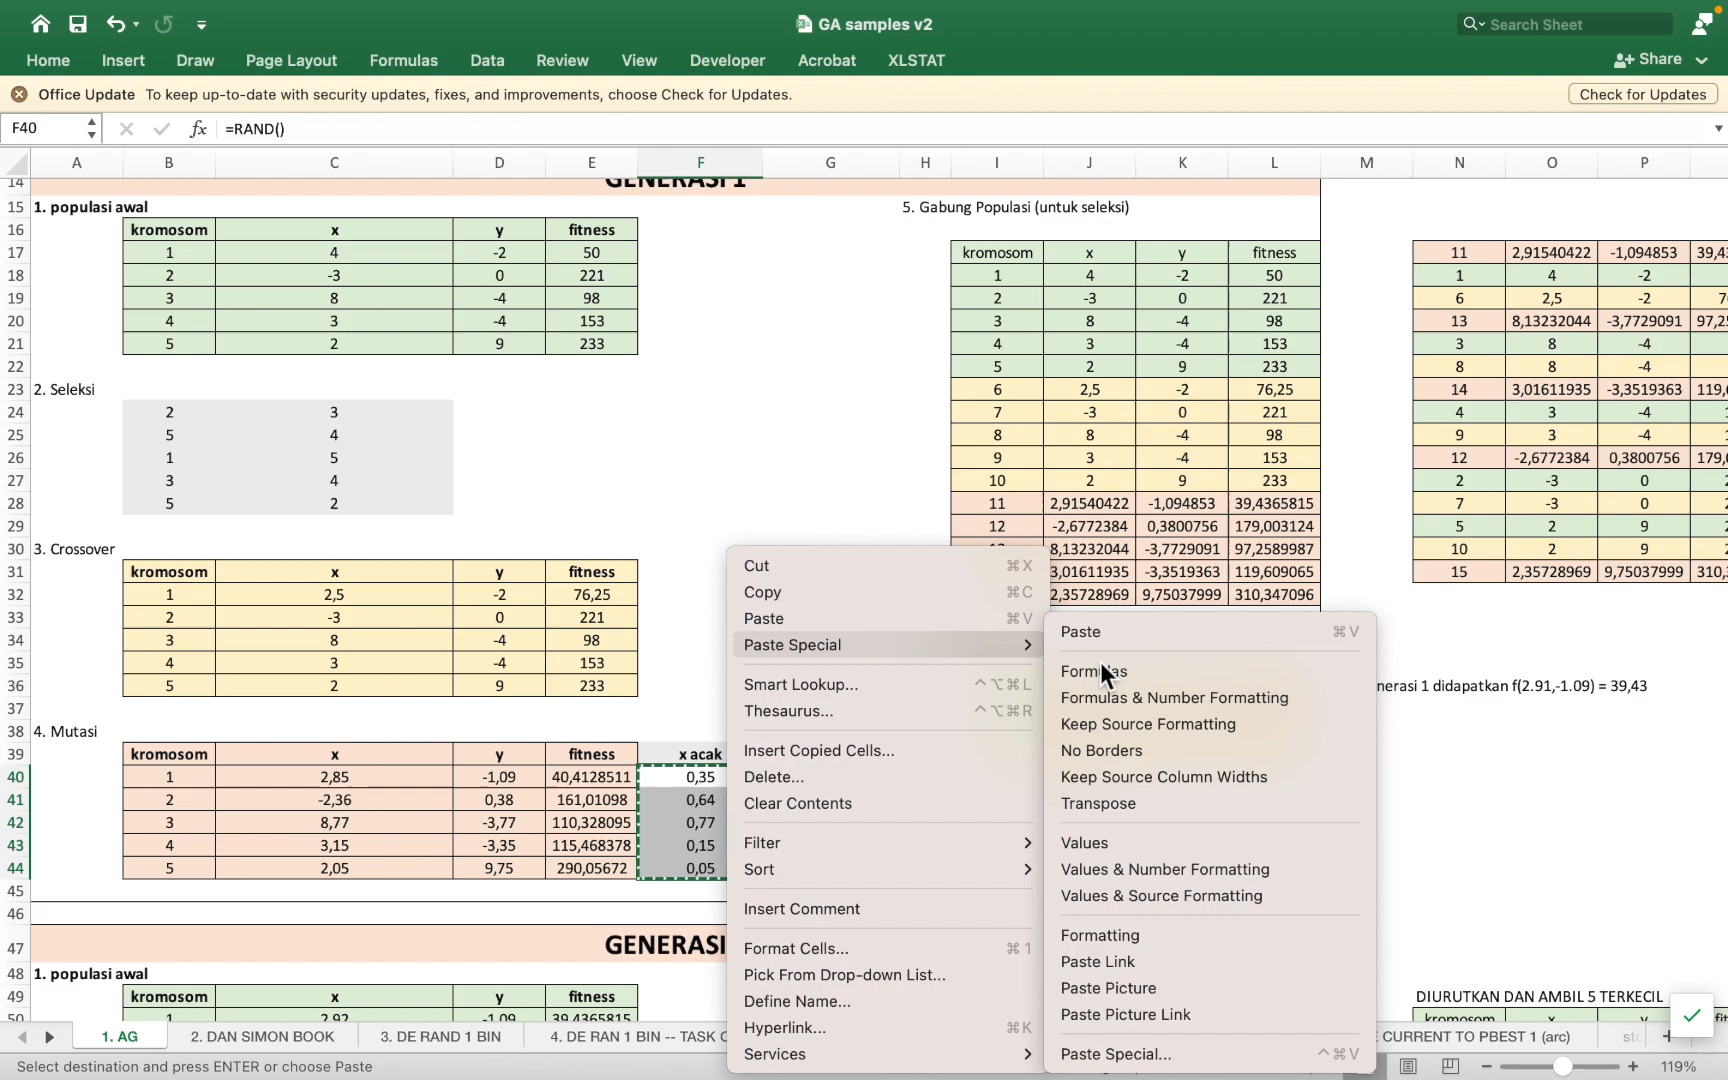 GA samples v2
Search Sheet
Home Insert Draw Page Layout Formulas Data Review View Developer Acrobat XLSTAT Share
Office Update To keep up-to-date with security updates, fixes, and improvements, choose Check for Updates. Check for Updates
F40 fx =RAND()
A B C D E F G H I J K L M N O P
14 GENERASI 1
15 1. populasi awal 5. Gabung Populasi (untuk seleksi)
16 kromosom x y fitness
17 1 4 -2 50 kromosom x y fitness 11 2,91540422 -1,094853
18 2 -3 0 221 1 4 -2 50 1 4 -2
19 3 8 -4 98 2 -3 0 221 6 2,5 -2
20 4 3 -4 153 3 8 -4 98 13 8,13232044 -3,7729091
21 5 2 9 233 4 3 -4 153 3 8 -4
22 5 2 9 233 8 8 -4
23 2. Seleksi 6 2,5 -2 76,25 14 3,01611935 -3,3519363
24 2 3 7 -3 0 221 4 3 -4
25 5 4 8 8 -4 98 9 3 -4
26 1 5 9 3 -4 153 12 -2,6772384 0,3800756
27 3 4 10 2 9 233 2 -3 0
28 5 2 11 2,91540422 -1,094853 39,4365815 7 -3 0
29 12 -2,6772384 0,3800756 179,003124 5 2 9
30 3. Crossover 8,13232044 -3,7729091 97,2589987 10 2 9
31 kromosom x y fitness 3,01611935 -3,3519363 119,609065 15 2,35728969 9,75037999
32 1 2,5 -2 76,25 2,35728969 9,75037999 310,347096
33 2 -3 0 221
34 3 8 -4 98
35 4 3 -4 153
36 5 2 9 233 nerasi 1 didapatkan f(2.91,-1.09) = 39,43
37
38 4. Mutasi
39 kromosom x y fitness x acak
40 1 2,85 -1,09 40,4128511 0,35
41 2 -2,36 0,38 161,01098 0,64
42 3 8,77 -3,77 110,328095 0,77
43 4 3,15 -3,35 115,468378 0,15
44 5 2,05 9,75 290,05672 0,05
45
46
47 GENERASI
48 1. populasi awal
49 kromosom x y fitness DIURUTKAN DAN AMBIL 5 TERKECIL
50 1 2,92 -1,09 39,4365815 kromosom x y
Cut ⌘X
Copy ⌘C
Paste ⌘V
Paste Special
Smart Lookup... ^⌥⌘L
Thesaurus... ^⌥⌘R
Insert Copied Cells...
Delete...
Clear Contents
Filter
Sort
Insert Comment
Format Cells... ⌘1
Pick From Drop-down List...
Define Name...
Hyperlink... ⌘K
Services
Paste ⌘V
Formulas
Formulas & Number Formatting
Keep Source Formatting
No Borders
Keep Source Column Widths
Transpose
Values
Values & Number Formatting
Values & Source Formatting
Formatting
Paste Link
Paste Picture
Paste Picture Link
Paste Special... ^⌘V
1. AG 2. DAN SIMON BOOK 3. DE RAND 1 BIN 4. DE RAN 1 BIN -- TASK CURRENT TO PBEST 1 (arc)
Select destination and press ENTER or choose Paste 119%